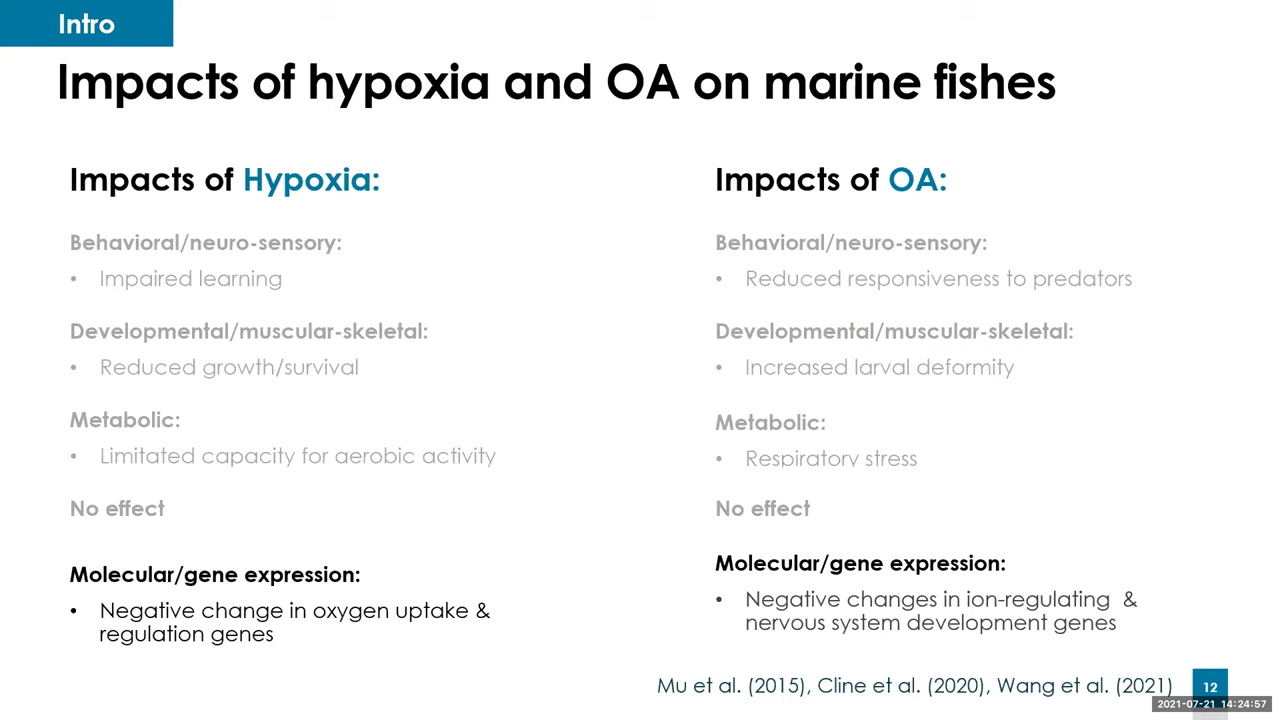 Intro
Impacts of hypoxia and OA on marine fishes
Impacts of Hypoxia:
Behavioral/neuro-sensory:
• Impaired learning
Developmental/muscular-skeletal:
• Reduced growth/survival
Metabolic:
• Limitated capacity for aerobic activity
No effect
Molecular/gene expression:
• Negative change in oxygen uptake &
regulation genes
Impacts of OA:
Behavioral/neuro-sensory:
• Reduced responsiveness to predators
Developmental/muscular-skeletal:
• Increased larval deformity
Metabolic:
• Respiratory stress
No effect
Molecular/gene expression:
• Negative changes in ion-regulating &
nervous system development genes
Mu et al. (2015), Cline et al. (2020), Wang et al. (2021)
12
2021-07-21 14:24:57